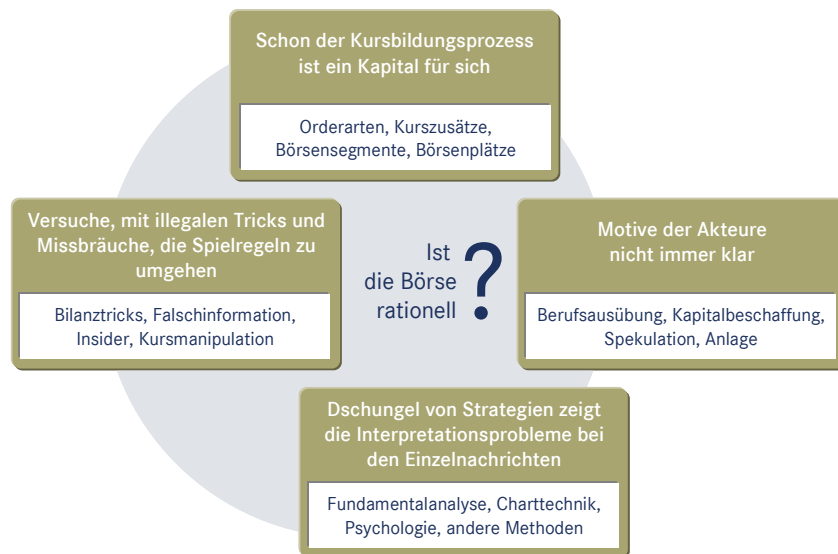 Schon der Kursbildungsprozess
ist ein Kapital für sich
Orderarten, Kurszusätze,
Börsensegmente, Börsenplätze
Versuche, mit illegalen Tricks und
Missbräuche, die Spielregeln zu
umgehen
Bilanztricks, Falschinformation,
Insider, Kursmanipulation
Ist
die Börse
rationell
?
Motive der Akteure
nicht immer klar
Berufsausübung, Kapitalbeschaffung,
Spekulation, Anlage
Dschungel von Strategien zeigt
die Interpretationsprobleme bei
den Einzelnachrichten
Fundamentalanalyse, Charttechnik,
Psychologie, andere Methoden